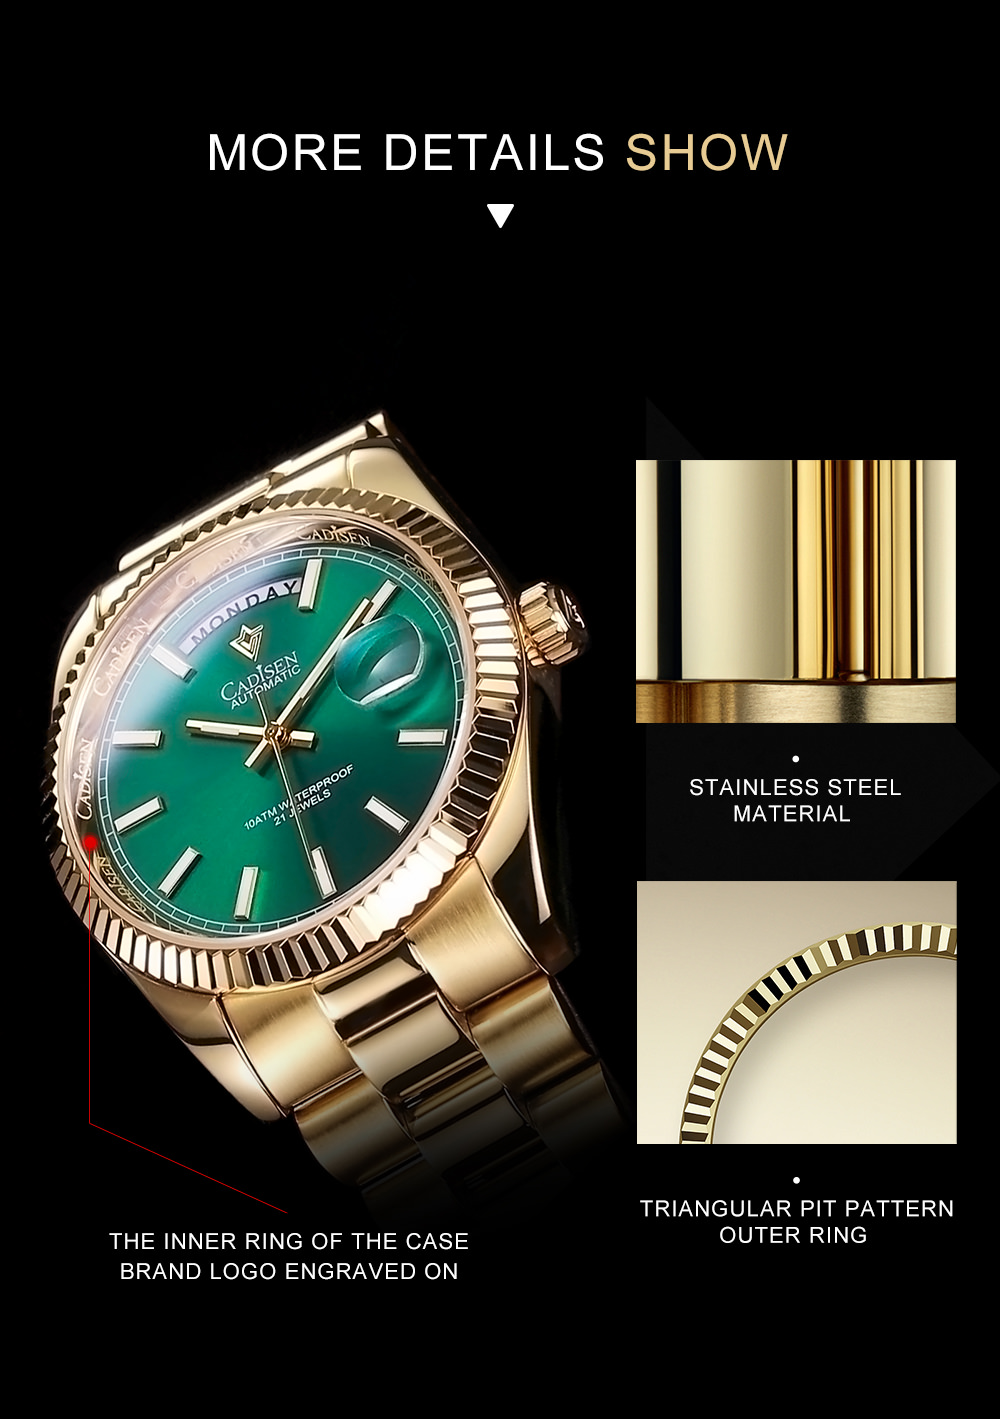 MORE DETAILS SHOW
CADISEN
CADISEN
CADISEN
CADISEN
MONDAY
CADISEN
AUTOMATIC
10ATM WATERPROOF
21 JEWELS
STAINLESS STEEL
MATERIAL
TRIANGULAR PIT PATTERN
OUTER RING
THE INNER RING OF THE CASE
BRAND LOGO ENGRAVED ON